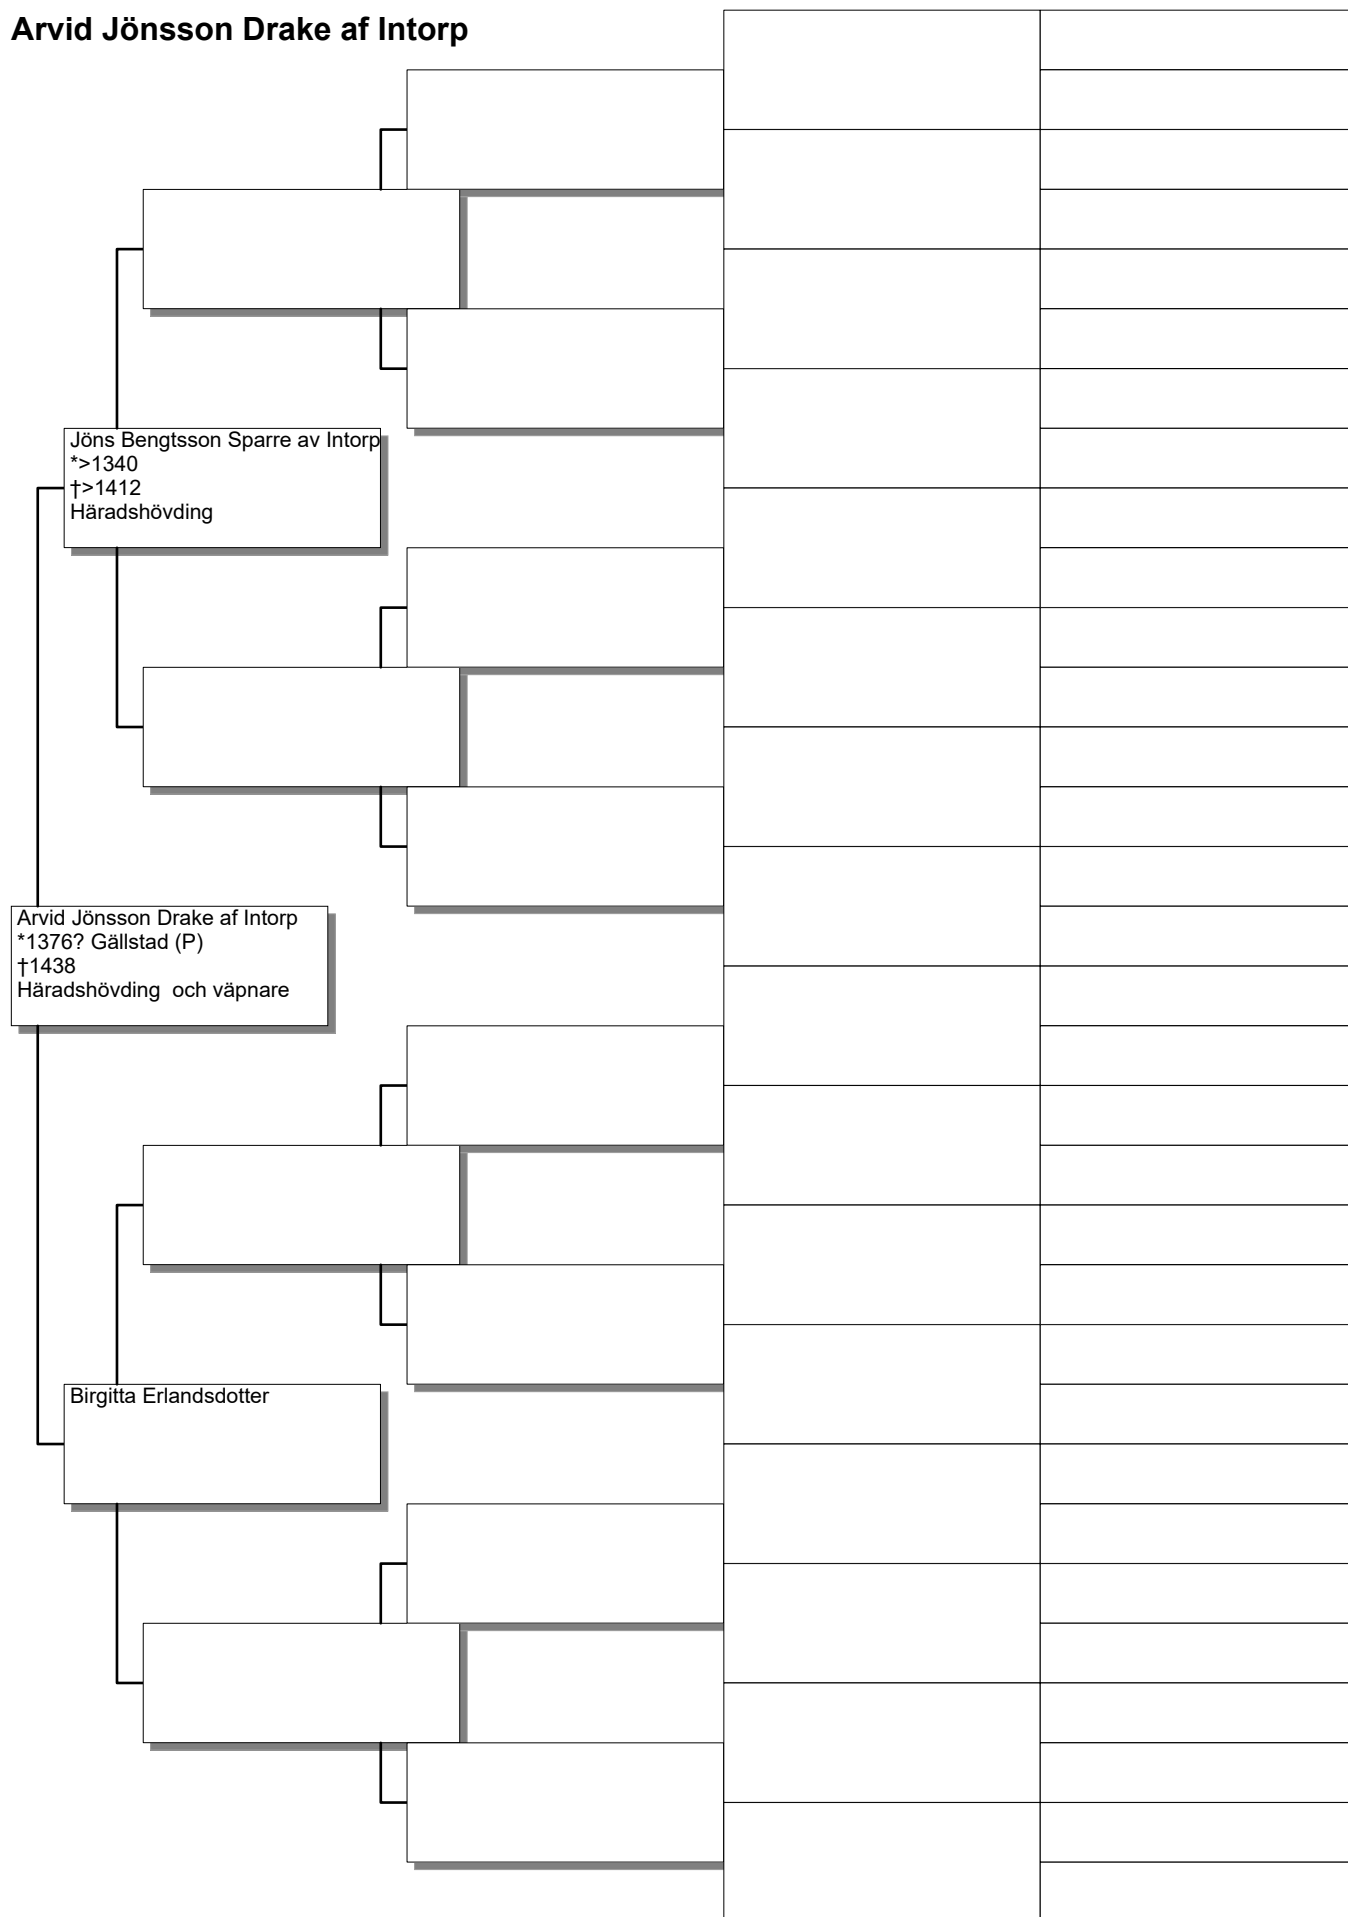 Arvid Jönsson Drake af Intorp
Jöns Bengtsson Sparre av Intorp
*>1340
†>1412
Häradshövding
Arvid Jönsson Drake af Intorp
*1376? Gällstad (P)
†1438
Häradshövding  och väpnare
Birgitta Erlandsdotter